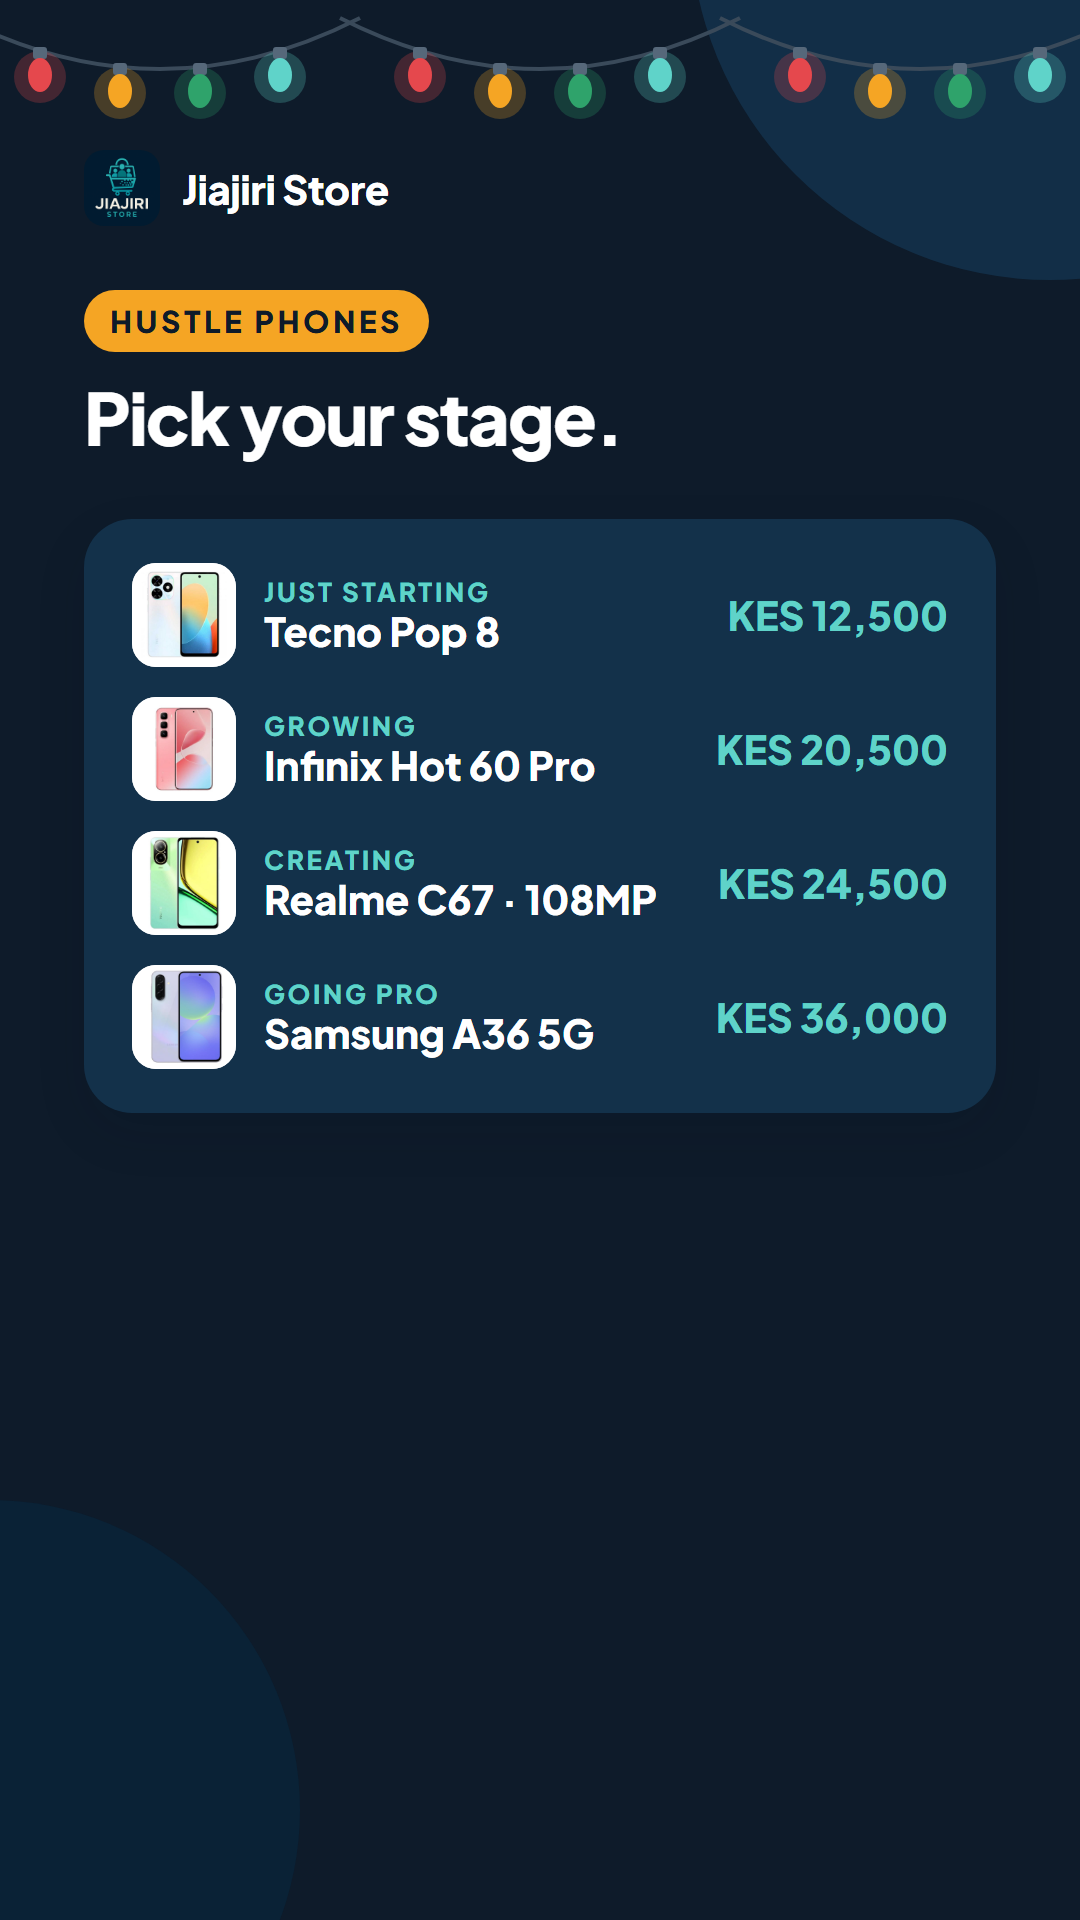 JIAJIRI
STORE
Jiajiri Store
HUSTLE PHONES
Pick your stage.
JUST STARTING
Tecno Pop 8
KES 12,500
GROWING
Infinix Hot 60 Pro
KES 20,500
CREATING
Realme C67 · 108MP
KES 24,500
GOING PRO
Samsung A36 5G
KES 36,000